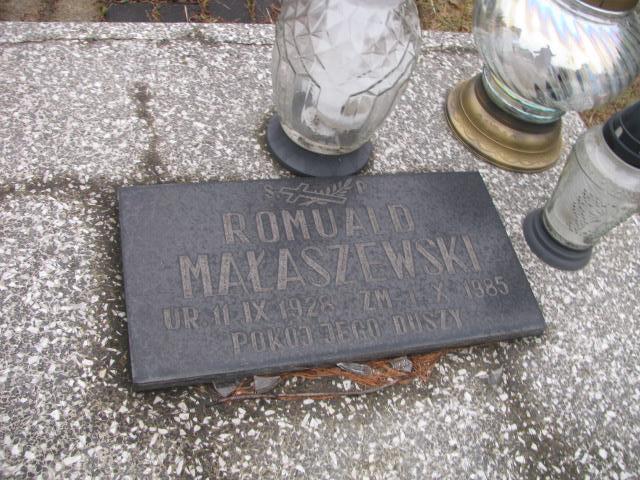 Ś P
ROMUALD
MAŁASZEWSKI
UR. 11 IX 1928 ZM. 1 X 1985
POKÓJ JEGO DUSZY